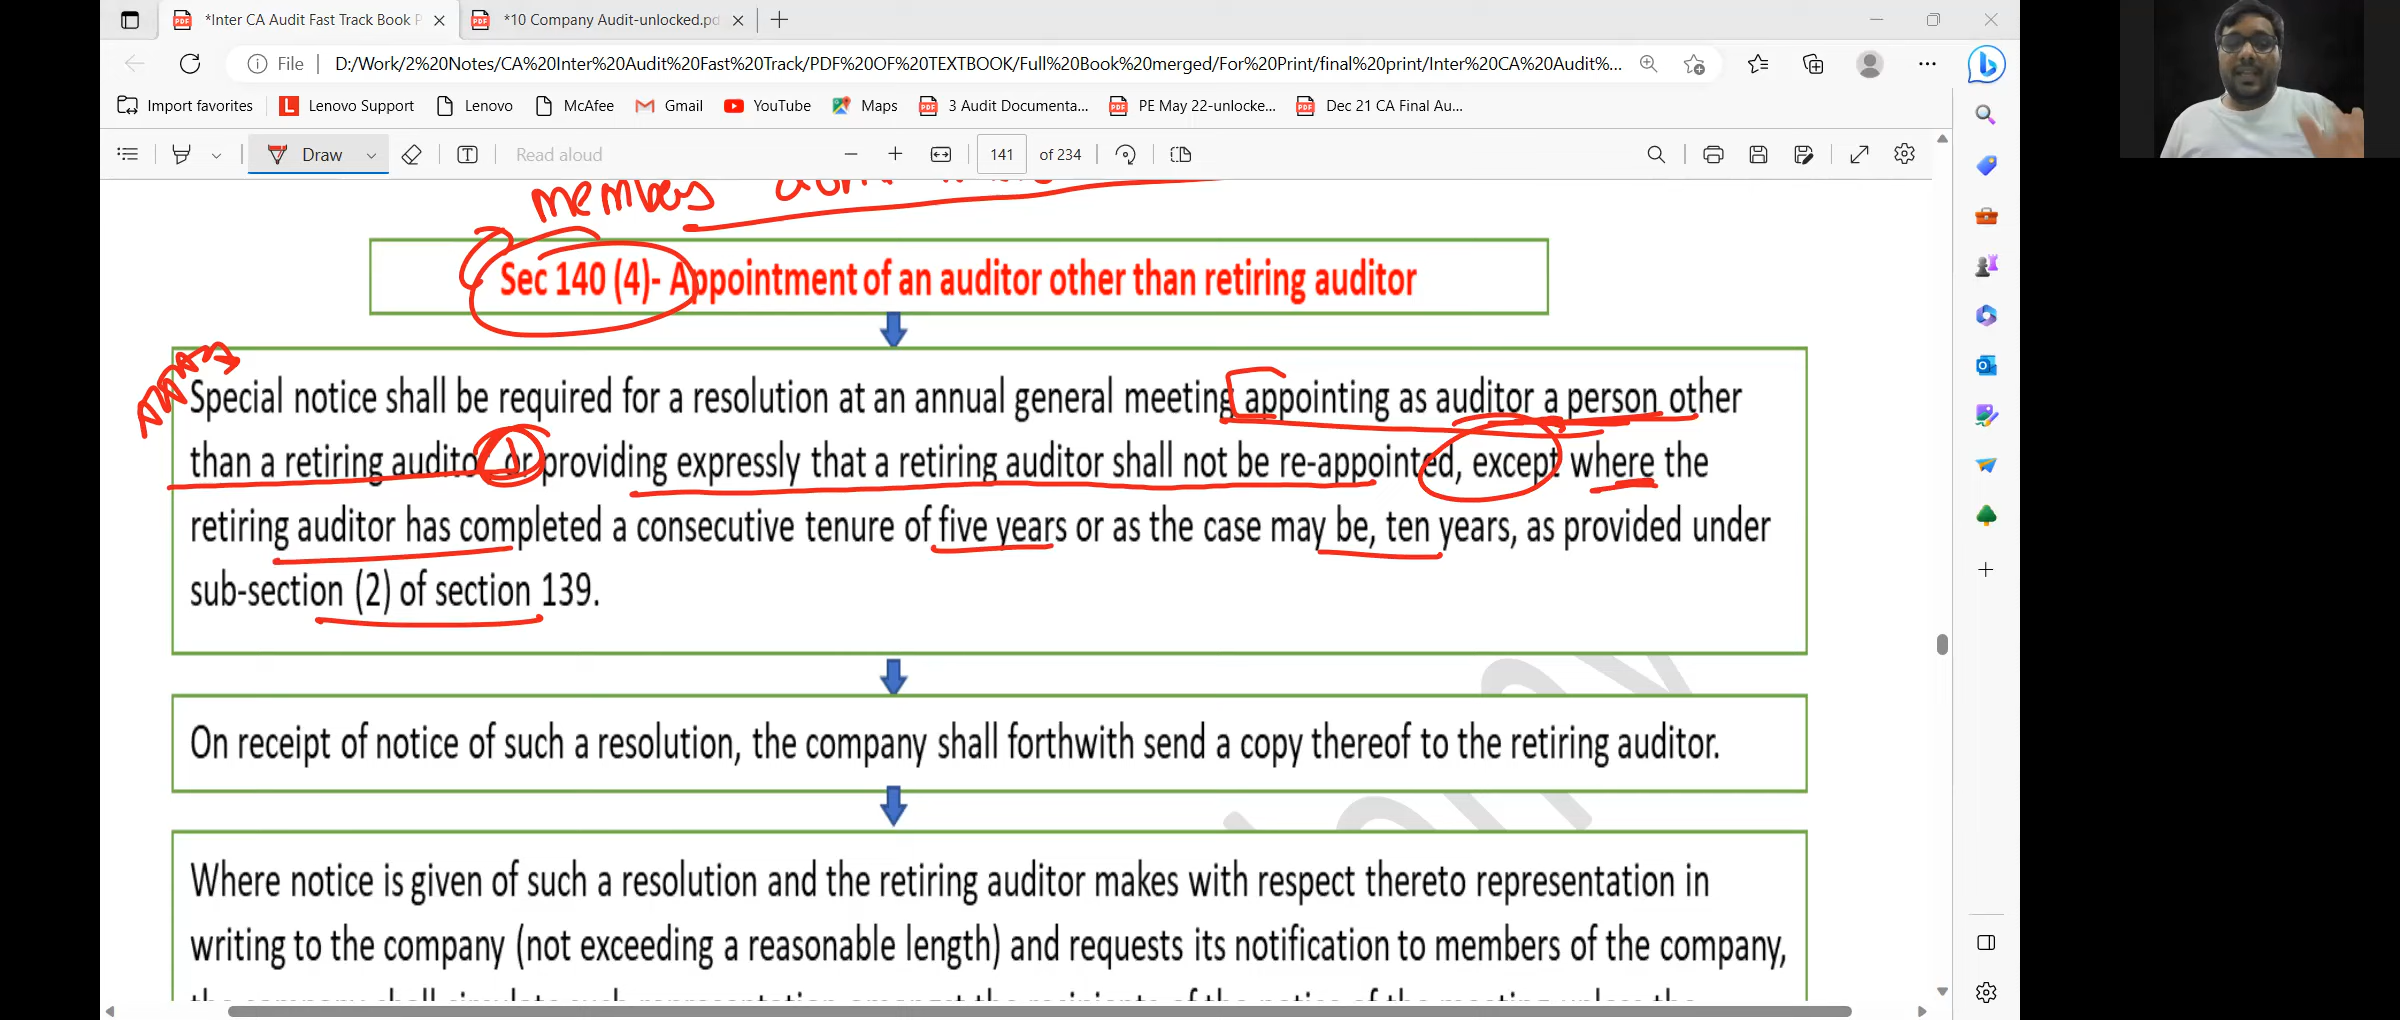 *Inter CA Audit Fast Track Book P
*10 Company Audit-unlocked.pd
File
D:/Work/2%20Notes/CA%20Inter%20Audit%20Fast%20Track/PDF%20OF%20TEXTBOOK/Full%20Book%20merged/For%20Print/final%20print/Inter%20CA%20Audit%...
Import favorites
Lenovo Support
Lenovo
McAfee
Gmail
YouTube
Maps
3 Audit Documenta...
PE May 22-unlocke...
Dec 21 CA Final Au...
Draw
Read aloud
141 of 234
members
Sec 140 (4)- Appointment of an auditor other than retiring auditor
Special notice shall be required for a resolution at an annual general meeting appointing as auditor a person other
than a retiring auditor or providing expressly that a retiring auditor shall not be re-appointed, except where the
retiring auditor has completed a consecutive tenure of five years or as the case may be, ten years, as provided under
sub-section (2) of section 139.
On receipt of notice of such a resolution, the company shall forthwith send a copy thereof to the retiring auditor.
Where notice is given of such a resolution and the retiring auditor makes with respect thereto representation in
writing to the company (not exceeding a reasonable length) and requests its notification to members of the company,